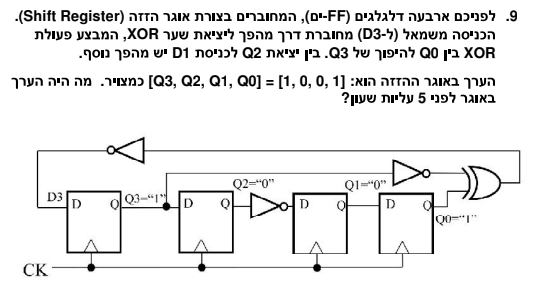 9. לפניכם ארבעה דלגלגים (FF-ים), המחוברים בצורת אוגר הזזה (Shift Register).
הכניסה משמאל (ל-D3) מחוברת דרך מהפך ליציאת שער XOR, המבצע פעולת
XOR בין Q0 להיפוך של Q3. בין יציאת Q2 לכניסת D1 יש מהפך נוסף.
הערך באוגר ההזזה הוא: [Q3, Q2, Q1, Q0] = [1, 0, 0, 1] כמצויר. מה היה הערך
באוגר לפני 5 עליות שעון?
D3 D Q Q3="1" D Q Q2="0" D Q Q1="0" D Q Q0="1"
CK